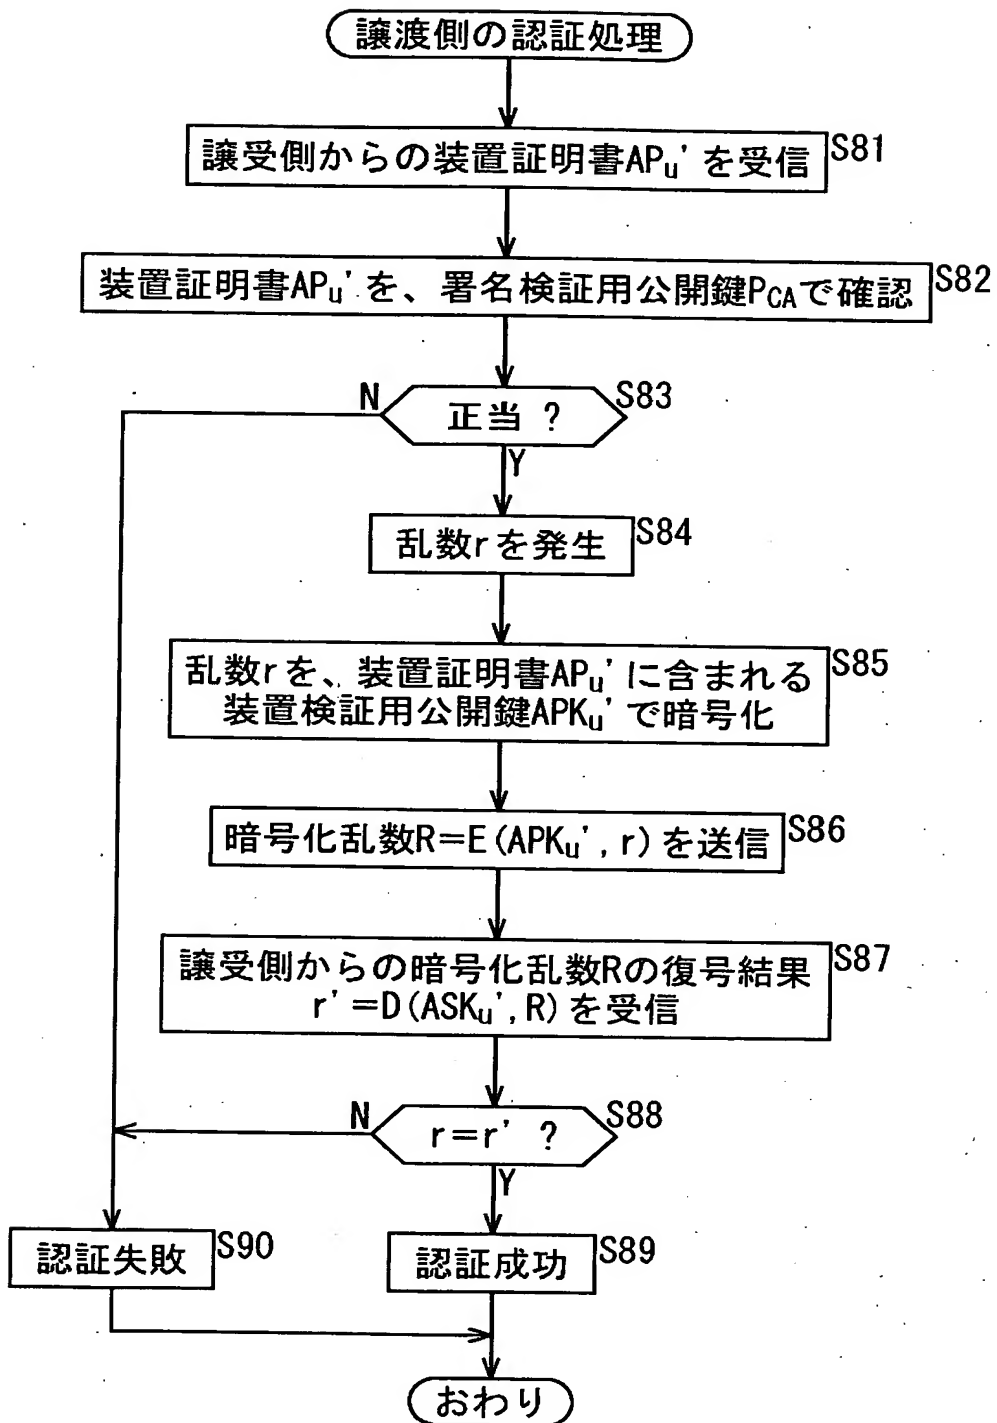 譲渡側の認証処理
譲受側からの装置証明書APu'を受信
S81
装置証明書APu'を、署名検証用公開鍵PCAで確認
S82
正当 ?
S83
N
Y
乱数rを発生
S84
乱数rを、装置証明書APu'に含まれる
装置検証用公開鍵APKu'で暗号化
S85
暗号化乱数R=E(APKu', r)を送信
S86
譲受側からの暗号化乱数Rの復号結果
r'=D(ASKu', R)を受信
S87
r=r' ?
S88
N
Y
認証失敗
S90
認証成功
S89
おわり